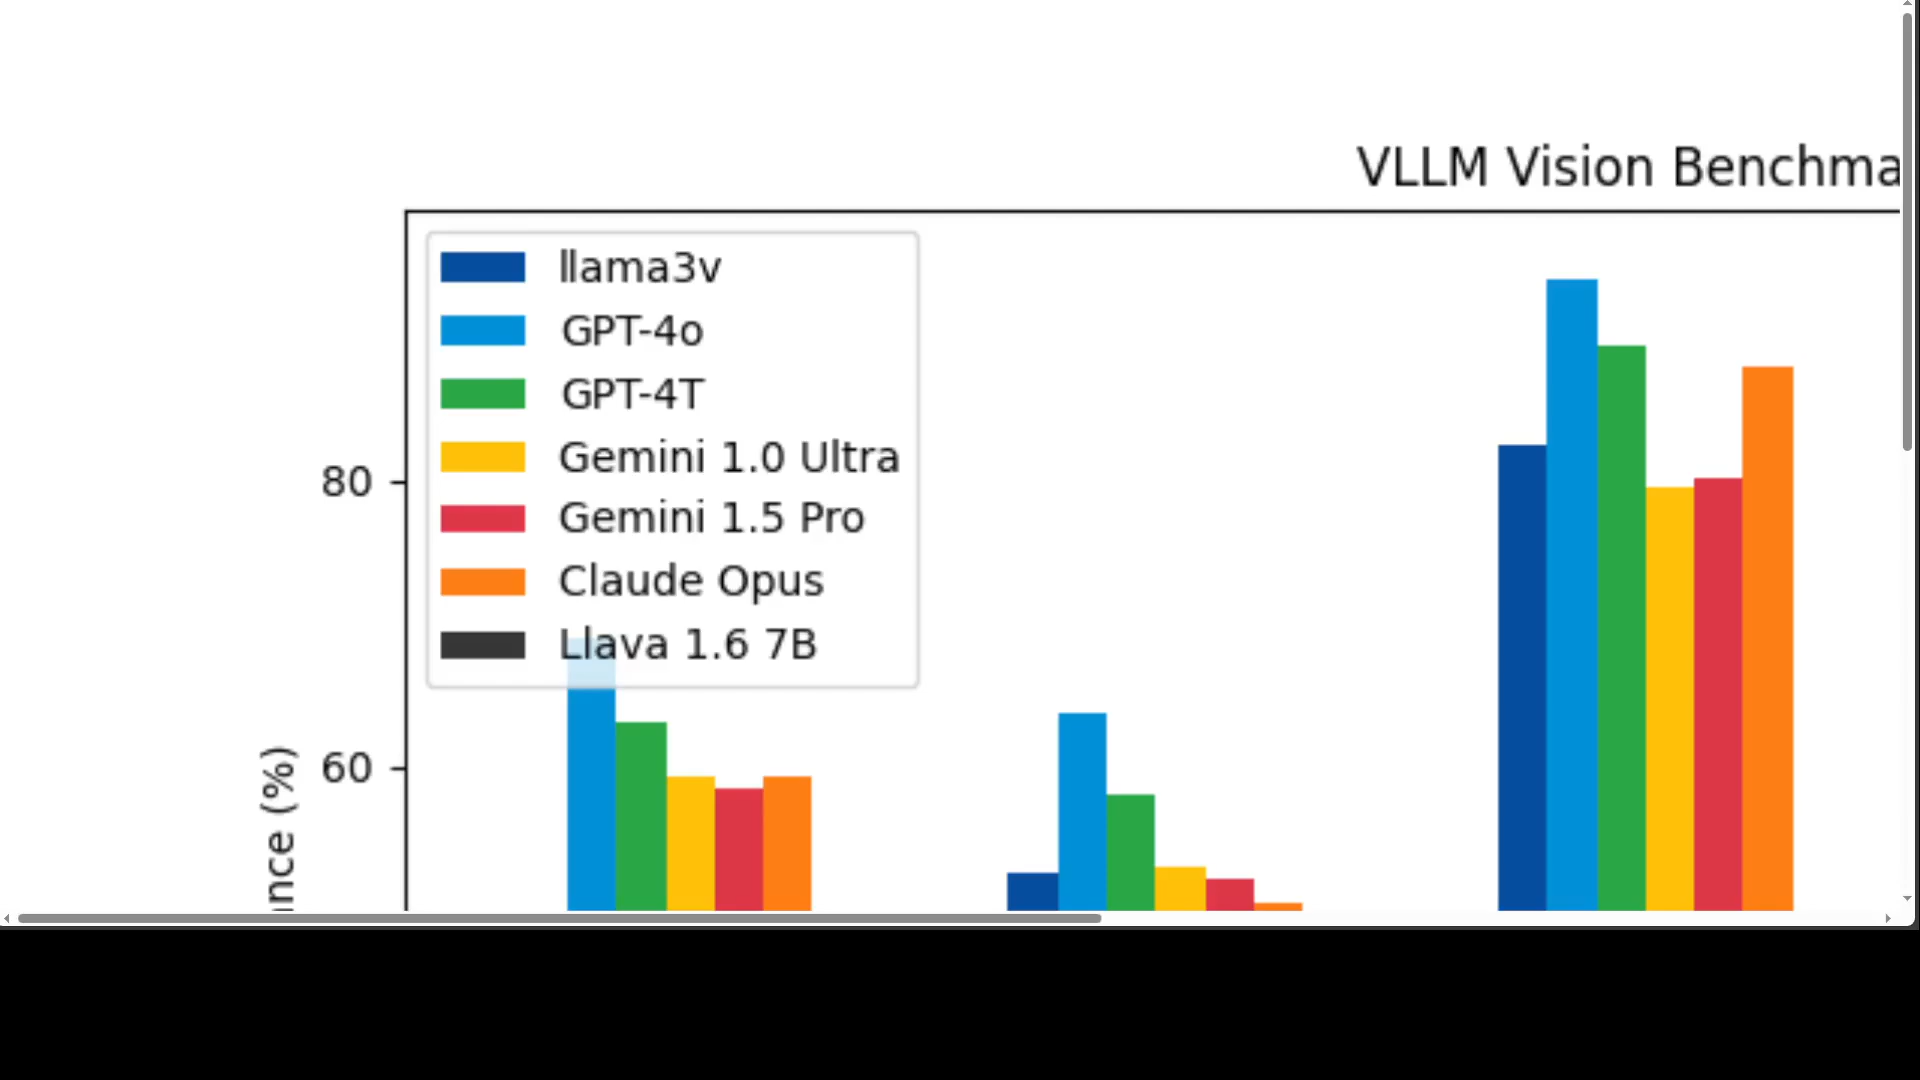 VLLM Vision Benchma
llama3v
GPT-4o
GPT-4T
Gemini 1.0 Ultra
Gemini 1.5 Pro
Claude Opus
Llava 1.6 7B
80
60
ance (%)